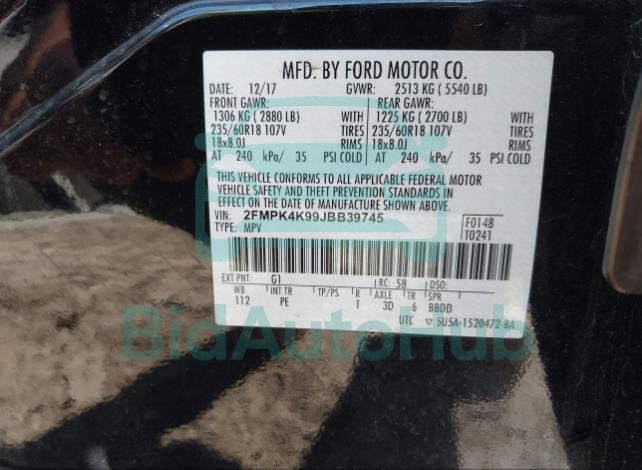 MFD. BY FORD MOTOR CO.
DATE: 12/17 GVWR: 2513 KG ( 5540 LB)
FRONT GAWR: REAR GAWR:
1306 KG ( 2880 LB) WITH 1225 KG ( 2700 LB) WITH
235/60R18 107V TIRES 235/60R18 107V TIRES
18x8.0J RIMS 18x8.0J RIMS
AT 240 kPa/ 35 PSI COLD AT 240 kPa/ 35 PSI COLD
THIS VEHICLE CONFORMS TO ALL APPLICABLE FEDERAL MOTOR
VEHICLE SAFETY AND THEFT PREVENTION STANDARDS IN
EFFECT ON THE DATE OF MANUFACTURE SHOWN ABOVE.
VIN: 2FMPK4K99JBB39745 F0148
TYPE: MPV T0241
EXT PNT: G1 RC: 58 DSO:
WB INT TR TP/PS R AXLE TR SPR
112 PE T 3D 6 BBDD
UTC ▽ 5U5A-1520472-BA
BidAutoHub